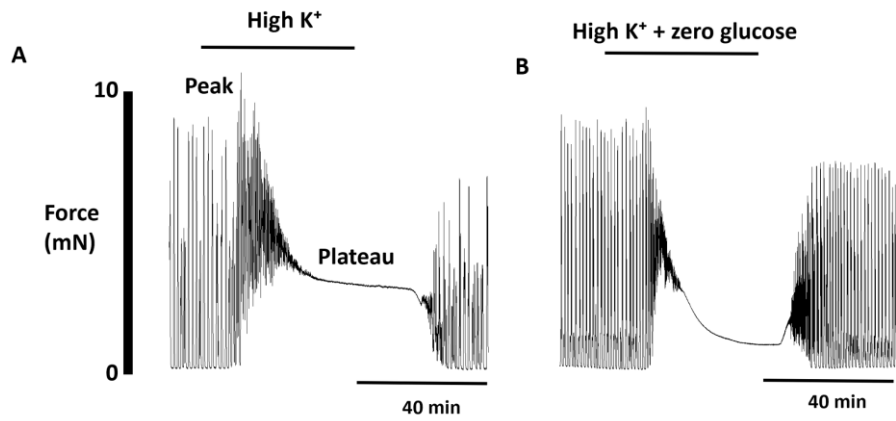 High K⁺
A
Peak
10
Force
(mN)
Plateau
0
40 min
High K⁺ + zero glucose
B
40 min